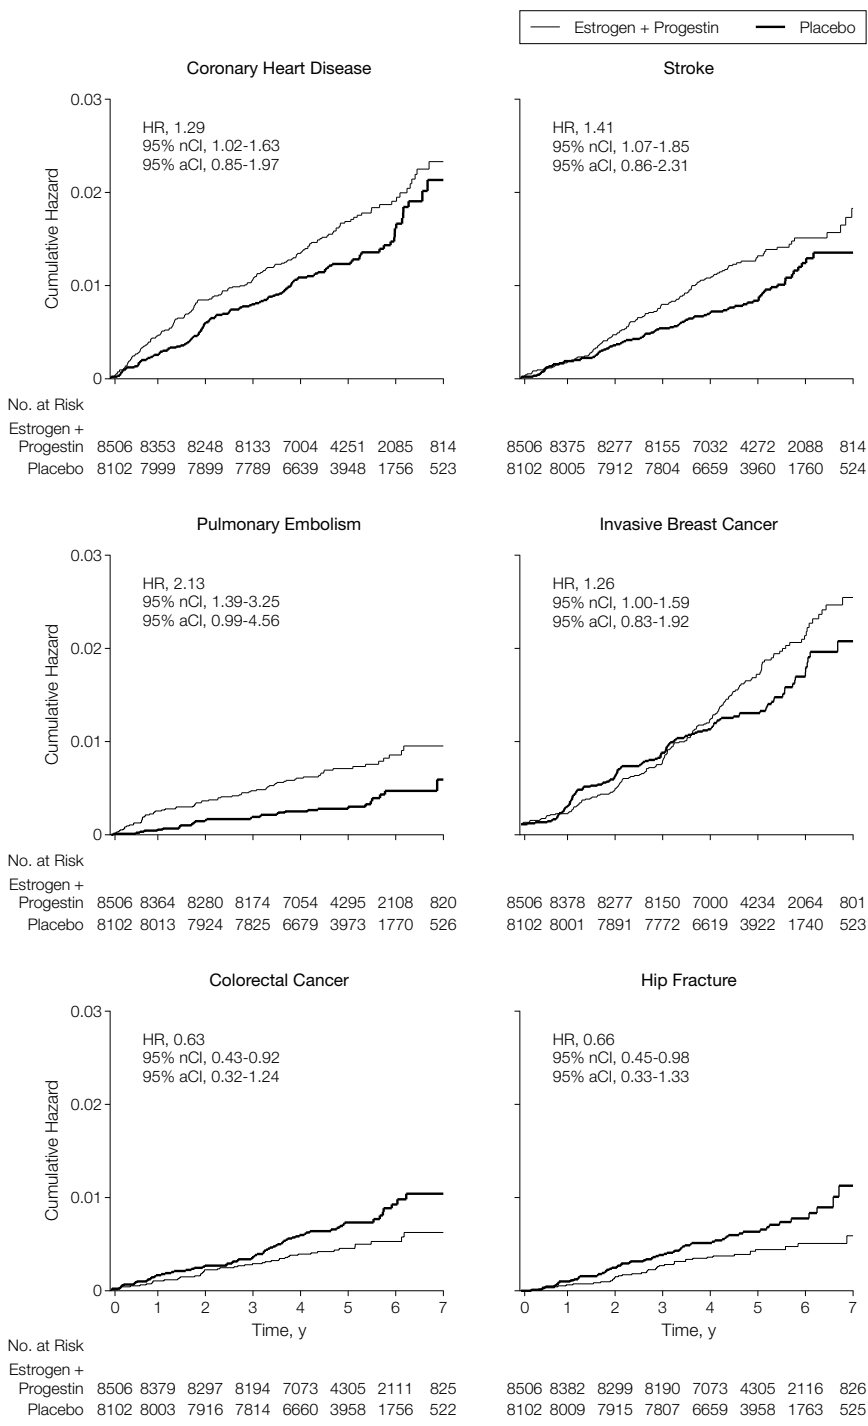 Estrogen + Progestin Placebo
Coronary Heart Disease
0.03
0.02
0.01
0
Cumulative Hazard
HR, 1.29
95% nCI, 1.02-1.63
95% aCI, 0.85-1.97
Stroke
HR, 1.41
95% nCI, 1.07-1.85
95% aCI, 0.86-2.31
No. at Risk
Estrogen +
Progestin 8506 8353 8248 8133 7004 4251 2085 814
Placebo 8102 7999 7899 7789 6639 3948 1756 523
8506 8375 8277 8155 7032 4272 2088 814
8102 8005 7912 7804 6659 3960 1760 524
Pulmonary Embolism
0.03
0.02
0.01
0
Cumulative Hazard
HR, 2.13
95% nCI, 1.39-3.25
95% aCI, 0.99-4.56
Invasive Breast Cancer
HR, 1.26
95% nCI, 1.00-1.59
95% aCI, 0.83-1.92
No. at Risk
Estrogen +
Progestin 8506 8364 8280 8174 7054 4295 2108 820
Placebo 8102 8013 7924 7825 6679 3973 1770 526
8506 8378 8277 8150 7000 4234 2064 801
8102 8001 7891 7772 6619 3922 1740 523
Colorectal Cancer
0.03
0.02
0.01
0
Cumulative Hazard
HR, 0.63
95% nCI, 0.43-0.92
95% aCI, 0.32-1.24
0 1 2 3 4 5 6 7
Time, y
Hip Fracture
HR, 0.66
95% nCI, 0.45-0.98
95% aCI, 0.33-1.33
0 1 2 3 4 5 6 7
Time, y
No. at Risk
Estrogen +
Progestin 8506 8379 8297 8194 7073 4305 2111 825
Placebo 8102 8003 7916 7814 6660 3958 1756 522
8506 8382 8299 8190 7073 4305 2116 826
8102 8009 7915 7807 6659 3958 1763 525